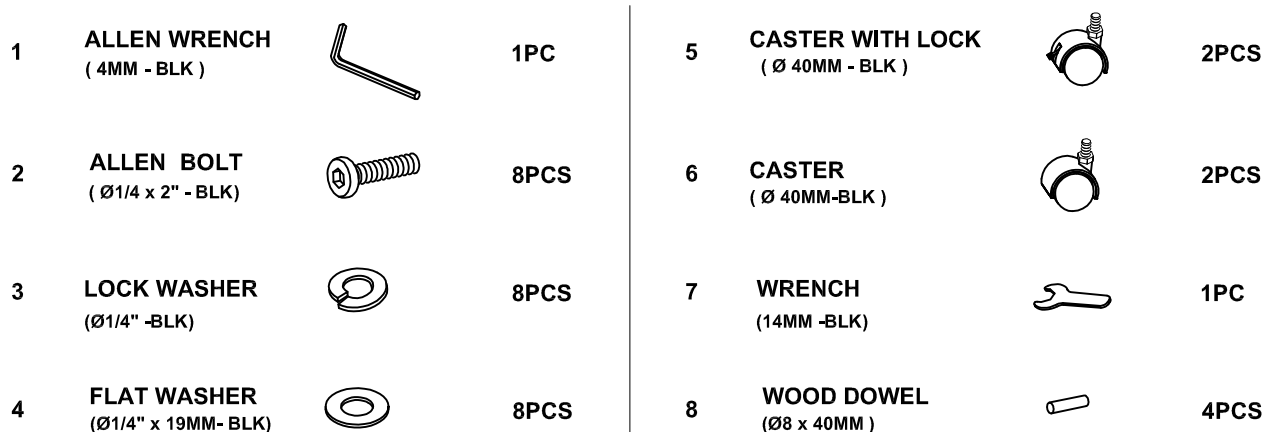 1 ALLEN WRENCH 1PC
( 4MM - BLK )
2 ALLEN BOLT 8PCS
( Ø1/4 x 2" - BLK)
3 LOCK WASHER 8PCS
(Ø1/4" -BLK)
4 FLAT WASHER 8PCS
(Ø1/4" x 19MM- BLK)
5 CASTER WITH LOCK 2PCS
( Ø 40MM - BLK )
6 CASTER 2PCS
( Ø 40MM-BLK )
7 WRENCH 1PC
(14MM -BLK)
8 WOOD DOWEL 4PCS
(Ø8 x 40MM )